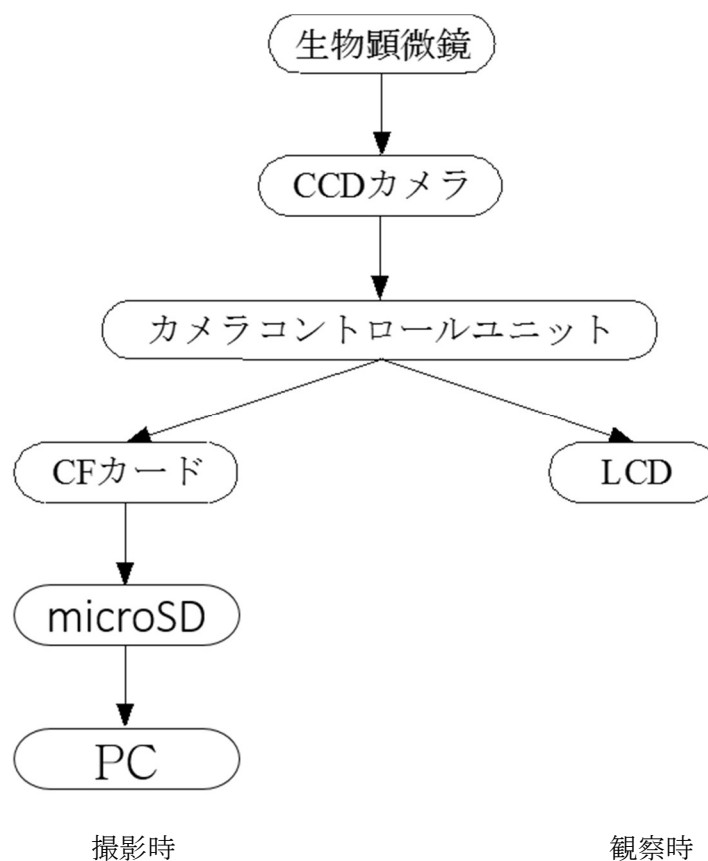 生物顕微鏡
CCDカメラ
カメラコントロールユニット
CFカード
LCD
microSD
PC
撮影時
観察時